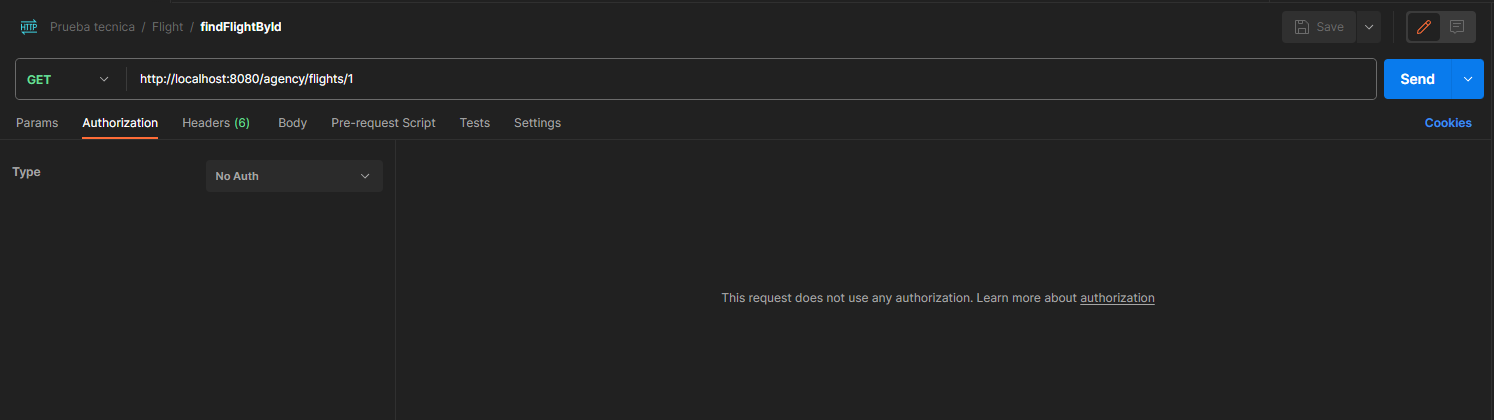 HTTP Prueba tecnica / Flight / findFlightById Save
GET http://localhost:8080/agency/flights/1 Send
Params Authorization Headers (6) Body Pre-request Script Tests Settings Cookies
Type No Auth
This request does not use any authorization. Learn more about authorization